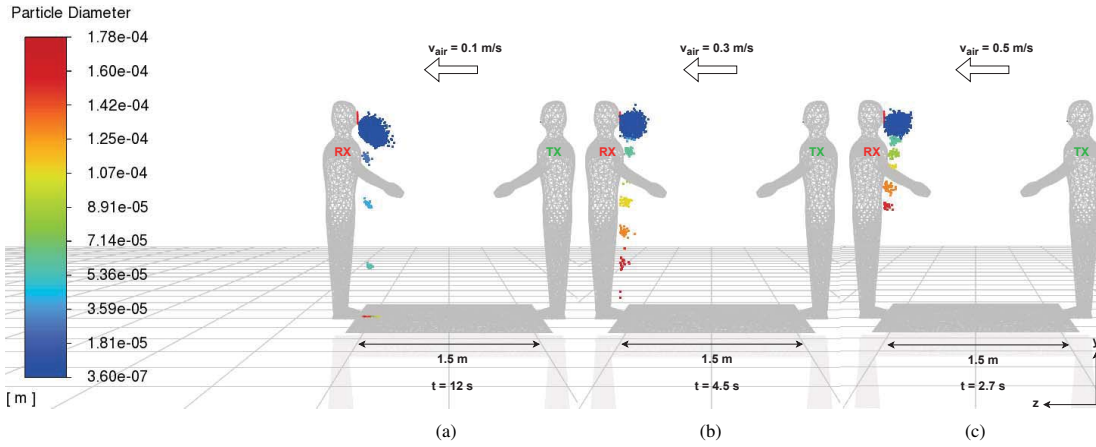 Particle Diameter
1.78e-04
1.60e-04
1.42e-04
1.25e-04
1.07e-04
8.91e-05
7.14e-05
5.36e-05
3.59e-05
1.81e-05
3.60e-07
[ m ]
v_air = 0.1 m/s
RX
TX
1.5 m
t = 12 s
(a)
v_air = 0.3 m/s
RX
TX
1.5 m
t = 4.5 s
(b)
v_air = 0.5 m/s
RX
TX
1.5 m
t = 2.7 s
y
z
(c)